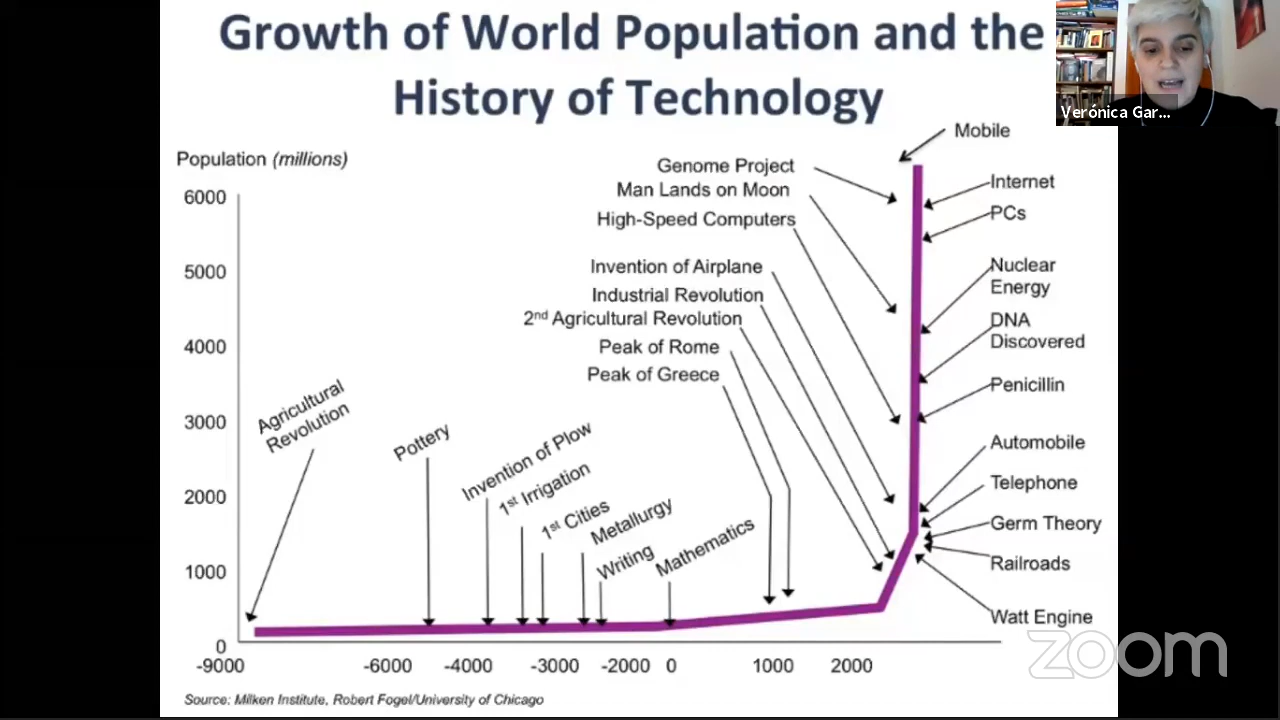 Growth of World Population and the
History of Technology
Verónica Gar...
Population (millions)
6000
5000
4000
3000
2000
1000
0
-9000
-6000
-4000
-3000
-2000
0
1000
2000
Agricultural
Revolution
Pottery
Invention of Plow
1st Irrigation
1st Cities
Metallurgy
Writing
Mathematics
Peak of Greece
Peak of Rome
2nd Agricultural Revolution
Industrial Revolution
Invention of Airplane
High-Speed Computers
Man Lands on Moon
Genome Project
Mobile
Internet
PCs
Nuclear
Energy
DNA
Discovered
Penicillin
Automobile
Telephone
Germ Theory
Railroads
Watt Engine
zoom
Source: Milken Institute, Robert Fogel/University of Chicago